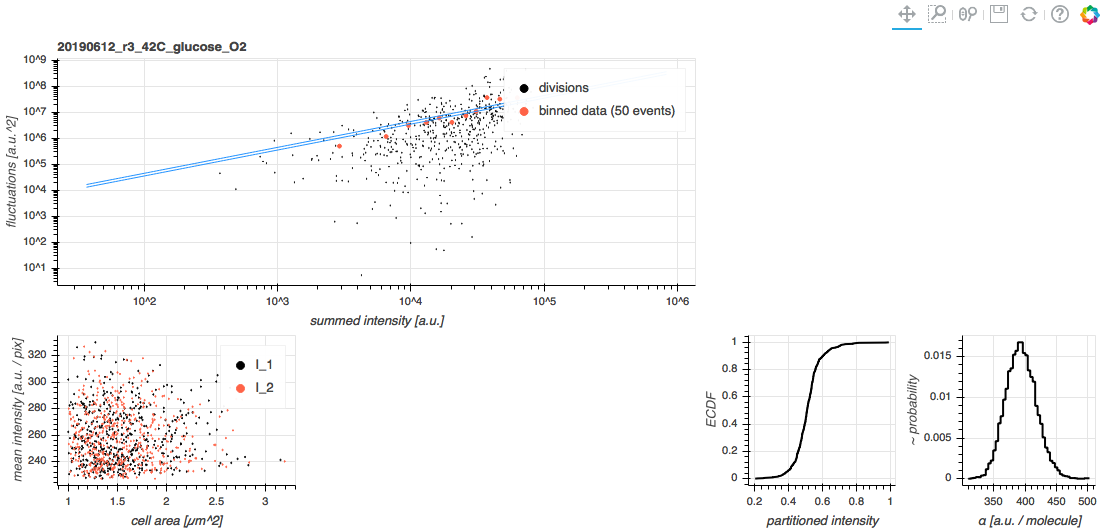 20190612_r3_42C_glucose_O2
fluctuations [a.u.^2]
10^9
10^8
10^7
10^6
10^5
10^4
10^3
10^2
10^1
divisions
binned data (50 events)
10^2 10^3 10^4 10^5 10^6
summed intensity [a.u.]
mean intensity [a.u. / pix]
320
300
280
260
240
I_1
I_2
1 1.5 2 2.5 3
cell area [µm^2]
ECDF
1
0.8
0.6
0.4
0.2
0
0.2 0.4 0.6 0.8 1
partitioned intensity
~ probability
0.015
0.01
0.005
0
350 400 450 500
α [a.u. / molecule]